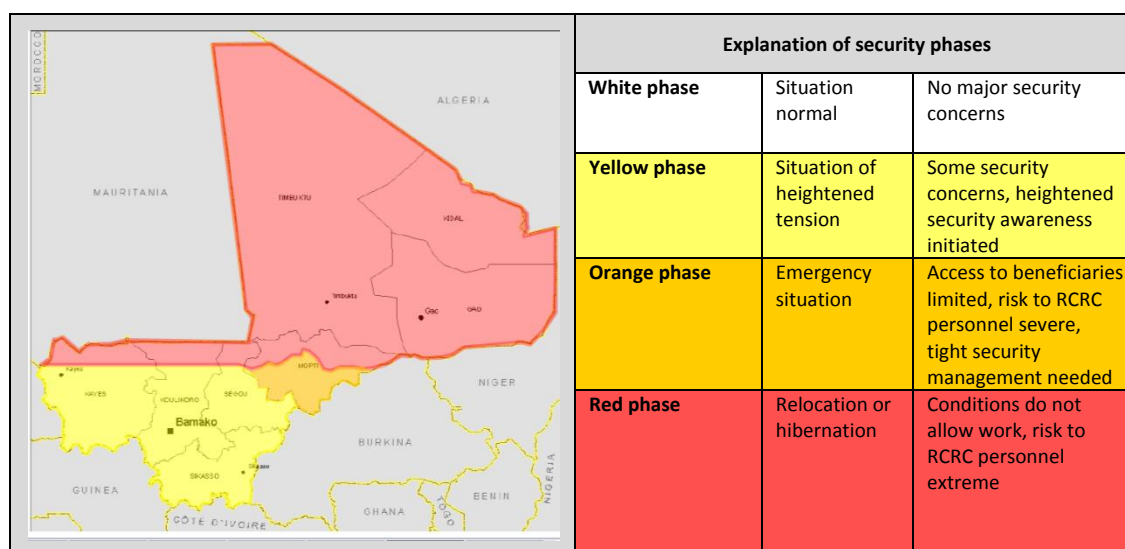 MOROCCO
ALGERIA
MAURITANIA
TIMBUKTU
KIDAL
Timbuktu
Gao
GAO
MOPTI
Kayes
KAYES
KOULIKORO
SEGOU
NIGER
Bamako
BURKINA
SIKASSO
Sikasso
GUINEA
BENIN
NIGERIA
GHANA
TOGO
CÔTE D'IVOIRE
Explanation of security phases
White phase
Situation
normal
No major security
concerns
Yellow phase
Situation of
heightened
tension
Some security
concerns, heightened
security awareness
initiated
Orange phase
Emergency
situation
Access to beneficiaries
limited, risk to RCRC
personnel severe,
tight security
management needed
Red phase
Relocation or
hibernation
Conditions do not
allow work, risk to
RCRC personnel
extreme